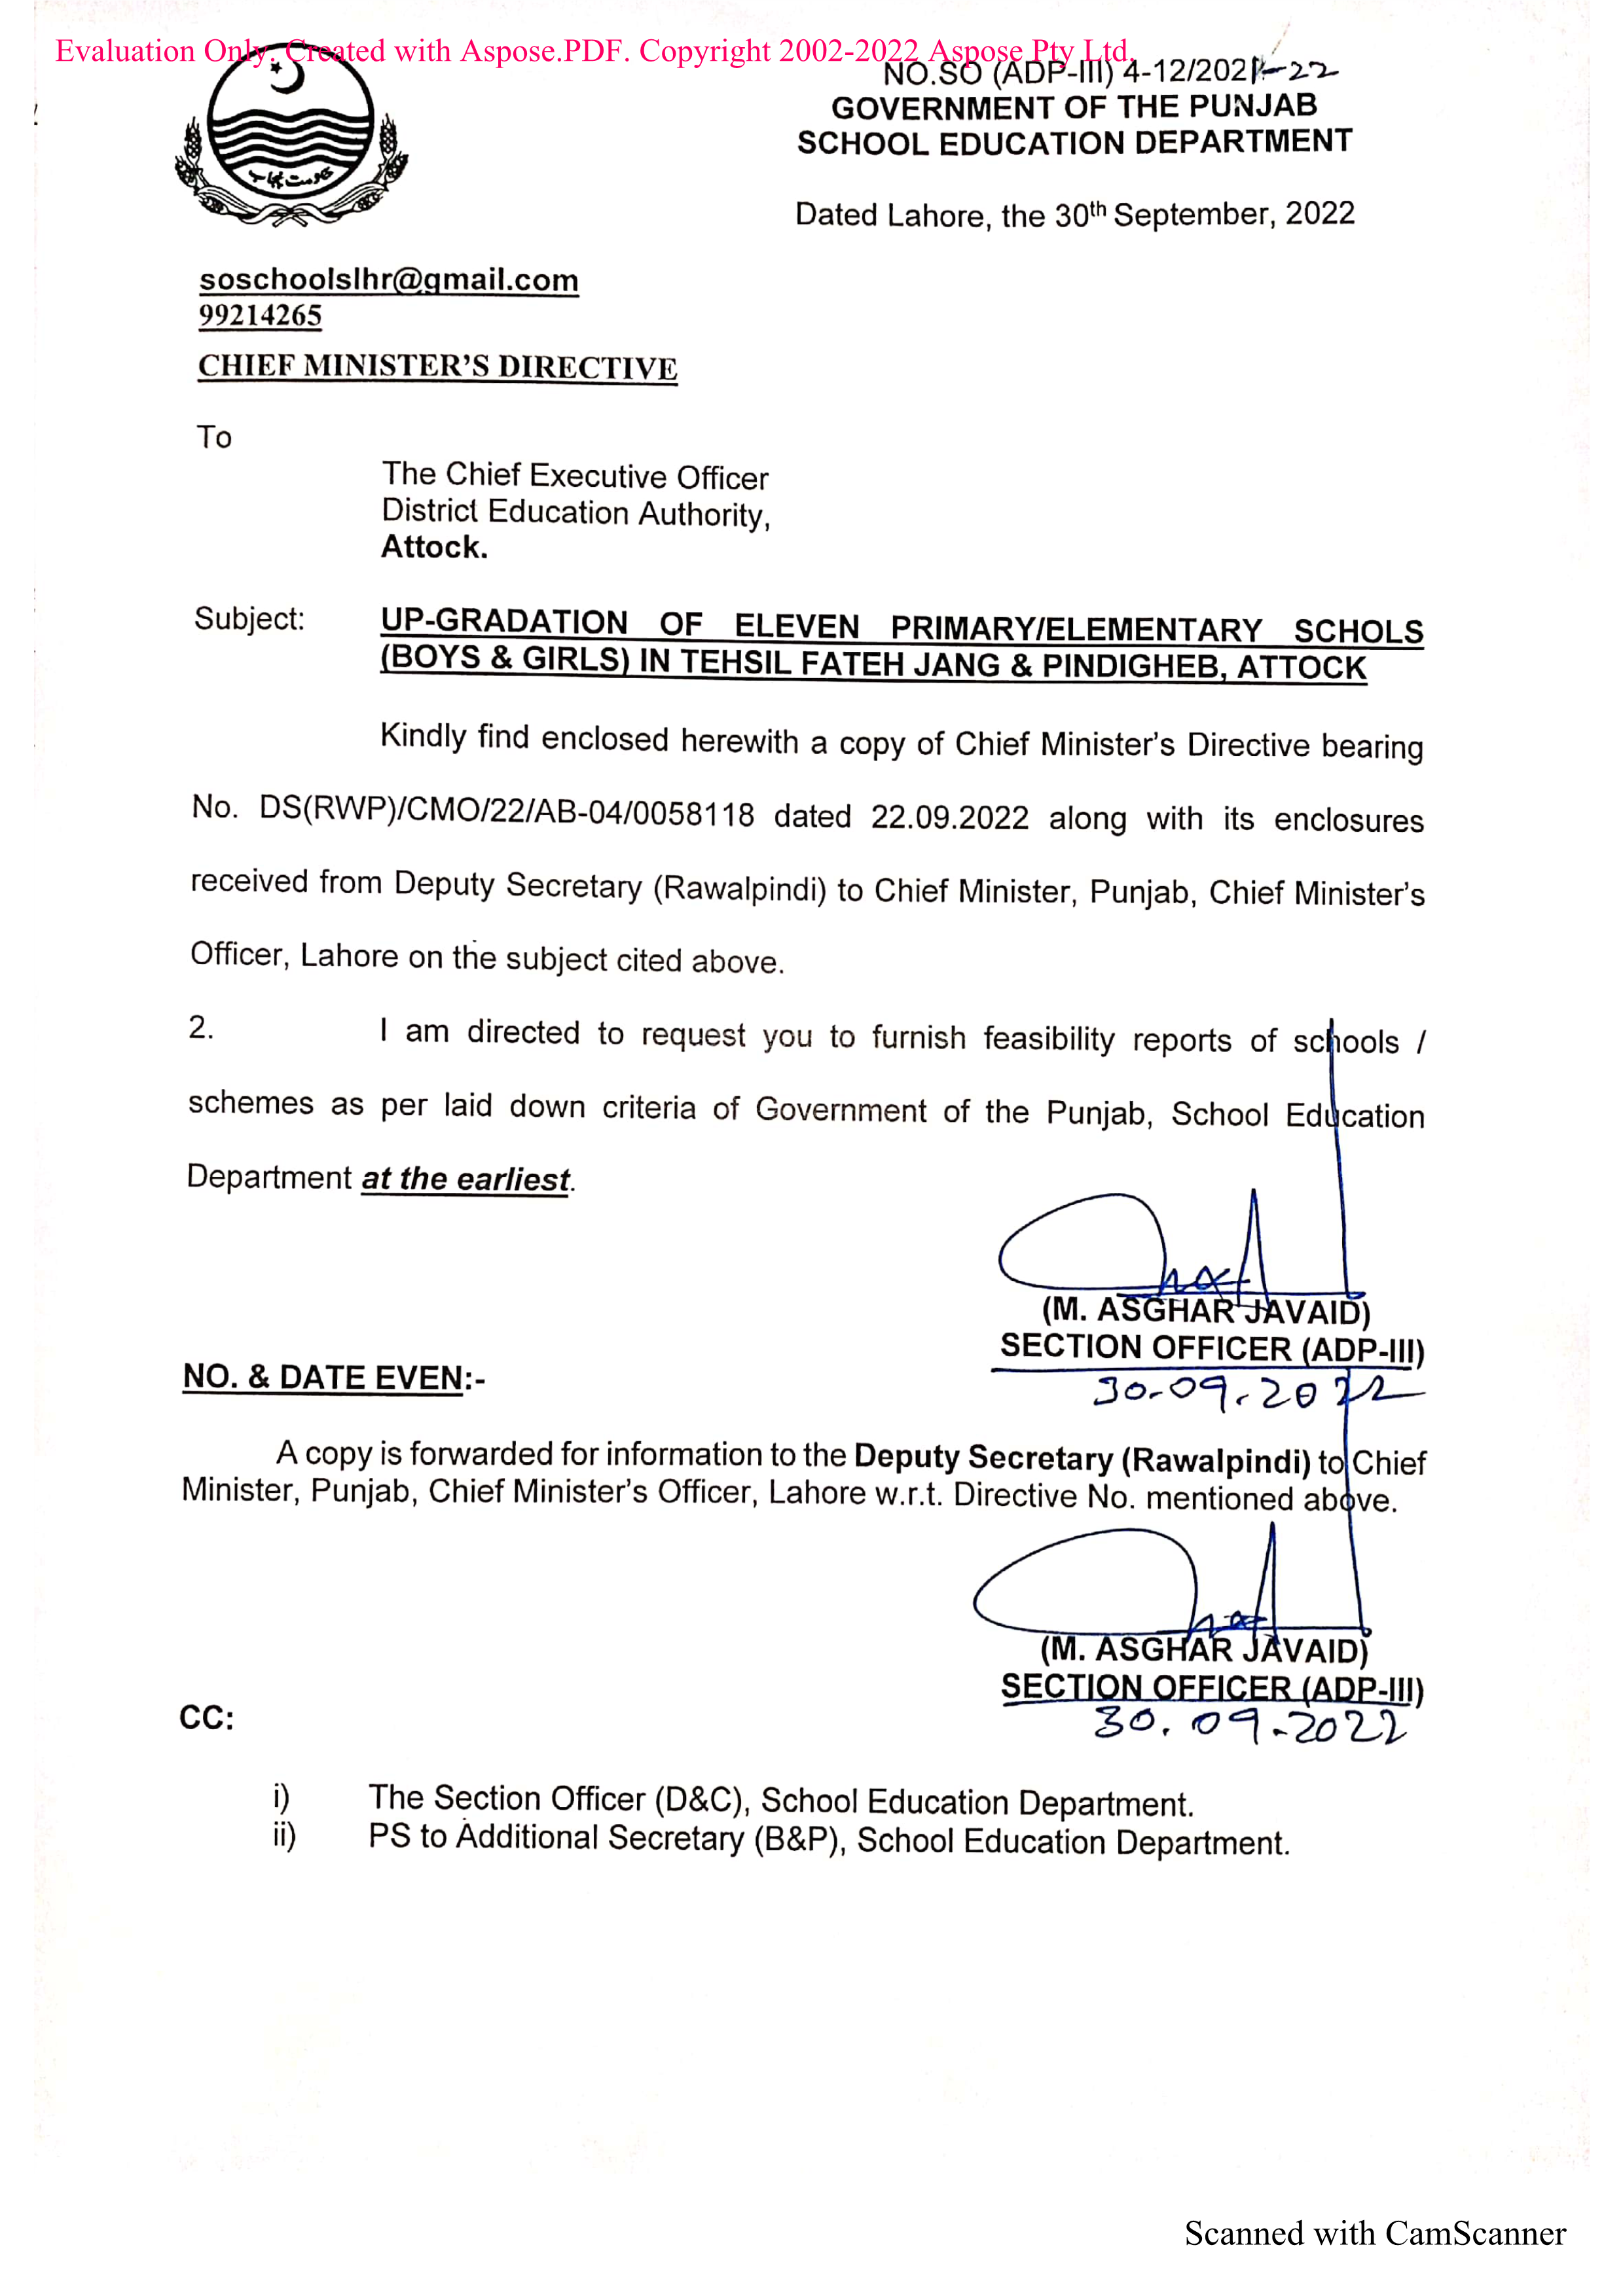 Evaluation Only. Created with Aspose.PDF. Copyright 2002-2022 Aspose Pty Ltd.
NO.SO (ADP-III) 4-12/2021-22
GOVERNMENT OF THE PUNJAB
SCHOOL EDUCATION DEPARTMENT
Dated Lahore, the 30th September, 2022
حکومت پنجاب
soschoolslhr@gmail.com
99214265
CHIEF MINISTER'S DIRECTIVE
To
The Chief Executive Officer
District Education Authority,
Attock.
Subject: UP-GRADATION OF ELEVEN PRIMARY/ELEMENTARY SCHOLS
(BOYS & GIRLS) IN TEHSIL FATEH JANG & PINDIGHEB, ATTOCK
Kindly find enclosed herewith a copy of Chief Minister's Directive bearing
No. DS(RWP)/CMO/22/AB-04/0058118 dated 22.09.2022 along with its enclosures
received from Deputy Secretary (Rawalpindi) to Chief Minister, Punjab, Chief Minister's
Officer, Lahore on the subject cited above.
2. I am directed to request you to furnish feasibility reports of schools /
schemes as per laid down criteria of Government of the Punjab, School Education
Department at the earliest.
(M. ASGHAR JAVAID)
SECTION OFFICER (ADP-III)
30-09-2022
NO. & DATE EVEN:-
A copy is forwarded for information to the Deputy Secretary (Rawalpindi) to Chief
Minister, Punjab, Chief Minister's Officer, Lahore w.r.t. Directive No. mentioned above.
(M. ASGHAR JAVAID)
SECTION OFFICER (ADP-III)
30.09-2022
CC:
i) The Section Officer (D&C), School Education Department.
ii) PS to Additional Secretary (B&P), School Education Department.
Scanned with CamScanner